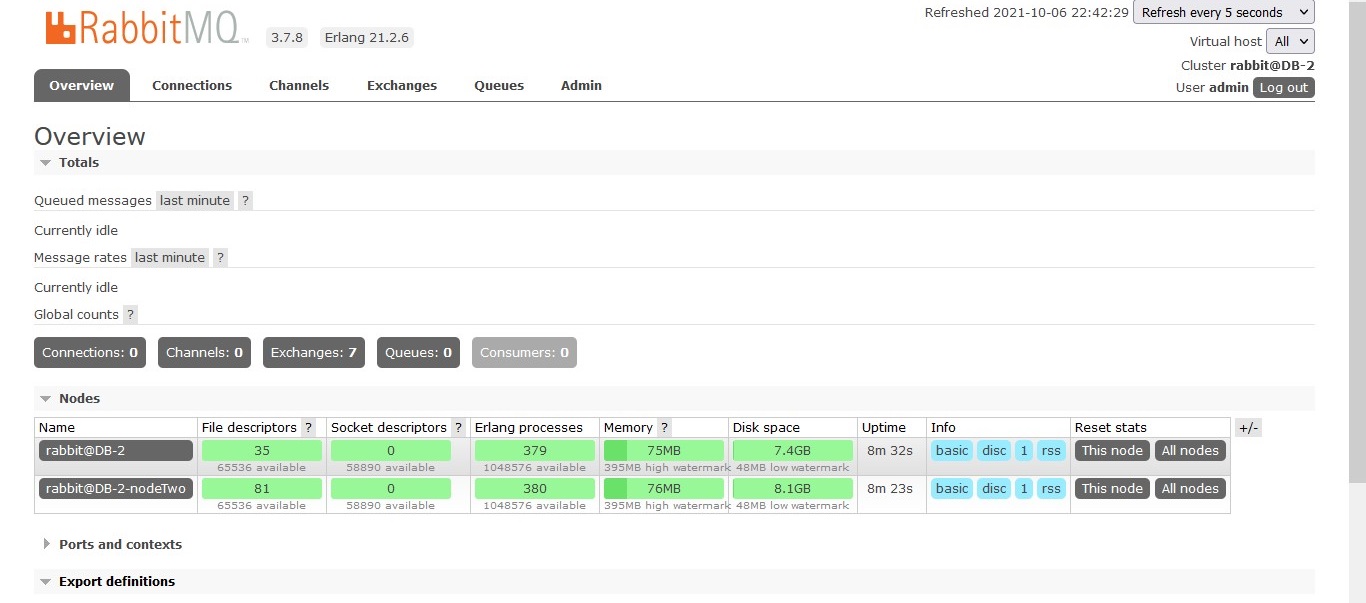 RabbitMQ TM 3.7.8 Erlang 21.2.6
Refreshed 2021-10-06 22:42:29 Refresh every 5 seconds
Virtual host All
Cluster rabbit@DB-2
User admin Log out
Overview Connections Channels Exchanges Queues Admin
Overview
Totals
Queued messages last minute ?
Currently idle
Message rates last minute ?
Currently idle
Global counts ?
Connections: 0 Channels: 0 Exchanges: 7 Queues: 0 Consumers: 0
Nodes
Name File descriptors ? Socket descriptors ? Erlang processes Memory ? Disk space Uptime Info Reset stats +/-
rabbit@DB-2 35 0 379 75MB 7.4GB 8m 32s basic disc 1 rss This node All nodes
65536 available 58890 available 1048576 available 395MB high watermark 48MB low watermark
rabbit@DB-2-nodeTwo 81 0 380 76MB 8.1GB 8m 23s basic disc 1 rss This node All nodes
65536 available 58890 available 1048576 available 395MB high watermark 48MB low watermark
Ports and contexts
Export definitions